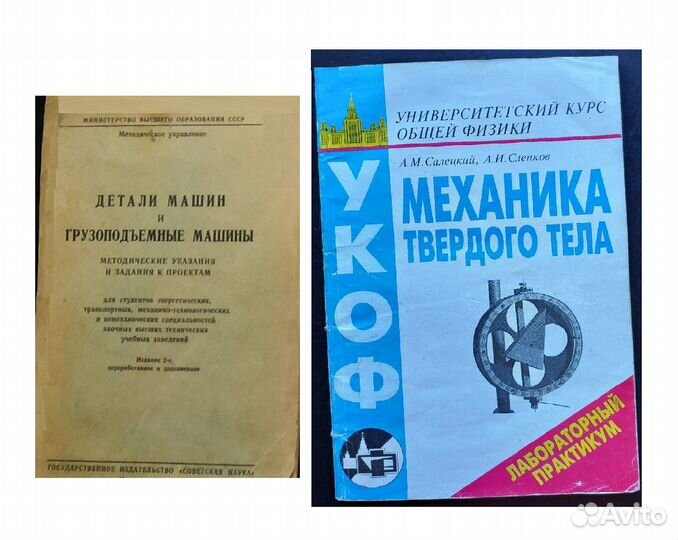 МИНИСТЕРСТВО ВЫСШЕГО ОБРАЗОВАНИЯ СССР
Методическое управление
ДЕТАЛИ МАШИН
И
ГРУЗОПОДЪЕМНЫЕ МАШИНЫ
МЕТОДИЧЕСКИЕ УКАЗАНИЯ
И ЗАДАНИЯ К ПРОЕКТАМ
для студентов энергетических,
транспортных, механико-технологических
и немеханических специальностей
заочных высших технических
учебных заведений
Издание 2-е,
переработанное и дополненное
ГОСУДАРСТВЕННОЕ ИЗДАТЕЛЬСТВО «СОВЕТСКАЯ НАУКА»
УНИВЕРСИТЕТСКИЙ КУРС
ОБЩЕЙ ФИЗИКИ
А.М.Салецкий, А.И.Слепков
УКОФ
МЕХАНИКА
ТВЕРДОГО ТЕЛА
ЛАБОРАТОРНЫЙ
ПРАКТИКУМ
Avito